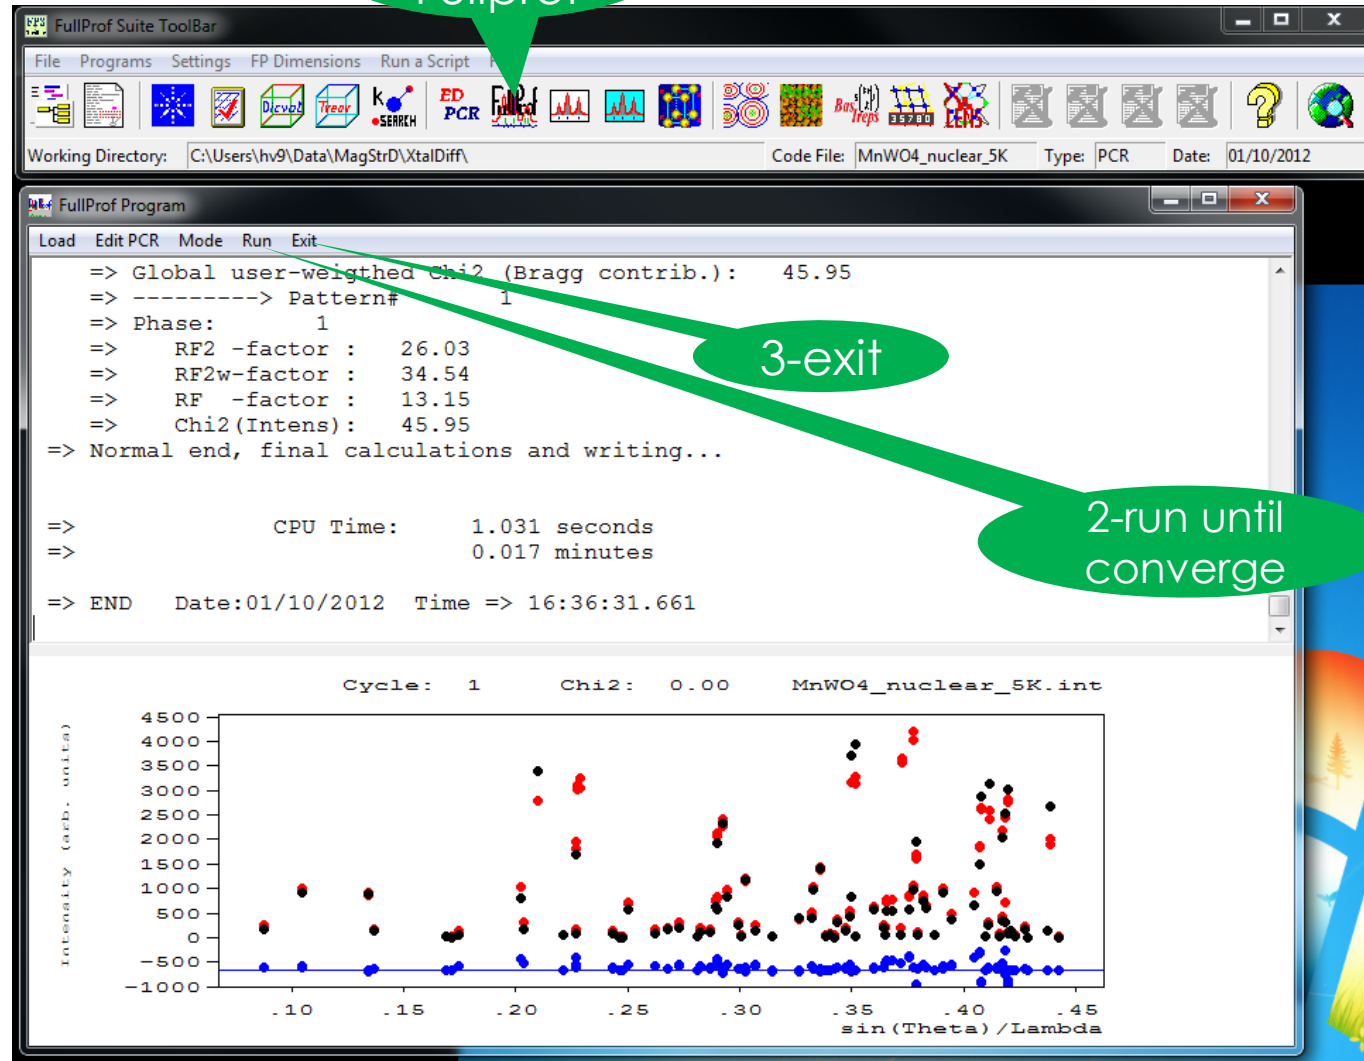 Fullprof
FullProf Suite ToolBar
File Programs Settings FP Dimensions Run a Script
Dicvol Treor K SEARCH ED PCR FullProf
Working Directory: C:\Users\hv9\Data\MagStrD\XtalDiff\ Code File: MnWO4_nuclear_5K Type: PCR Date: 01/10/2012
FullProf Program
Load Edit PCR Mode Run Exit
=> Global user-weigthed Chi2 (Bragg contrib.): 45.95
=> ---------> Pattern# 1
=> Phase: 1
=> RF2 -factor : 26.03
=> RF2w-factor : 34.54
=> RF -factor : 13.15
=> Chi2(Intens): 45.95
=> Normal end, final calculations and writing...
=> CPU Time: 1.031 seconds
=> 0.017 minutes
=> END Date:01/10/2012 Time => 16:36:31.661
3-exit
2-run until
converge
Cycle: 1 Chi2: 0.00 MnWO4_nuclear_5K.int
Intensity (arb. units)
4500
4000
3500
3000
2500
2000
1500
1000
500
0
-500
-1000
.10 .15 .20 .25 .30 .35 .40 .45
sin(Theta)/Lambda